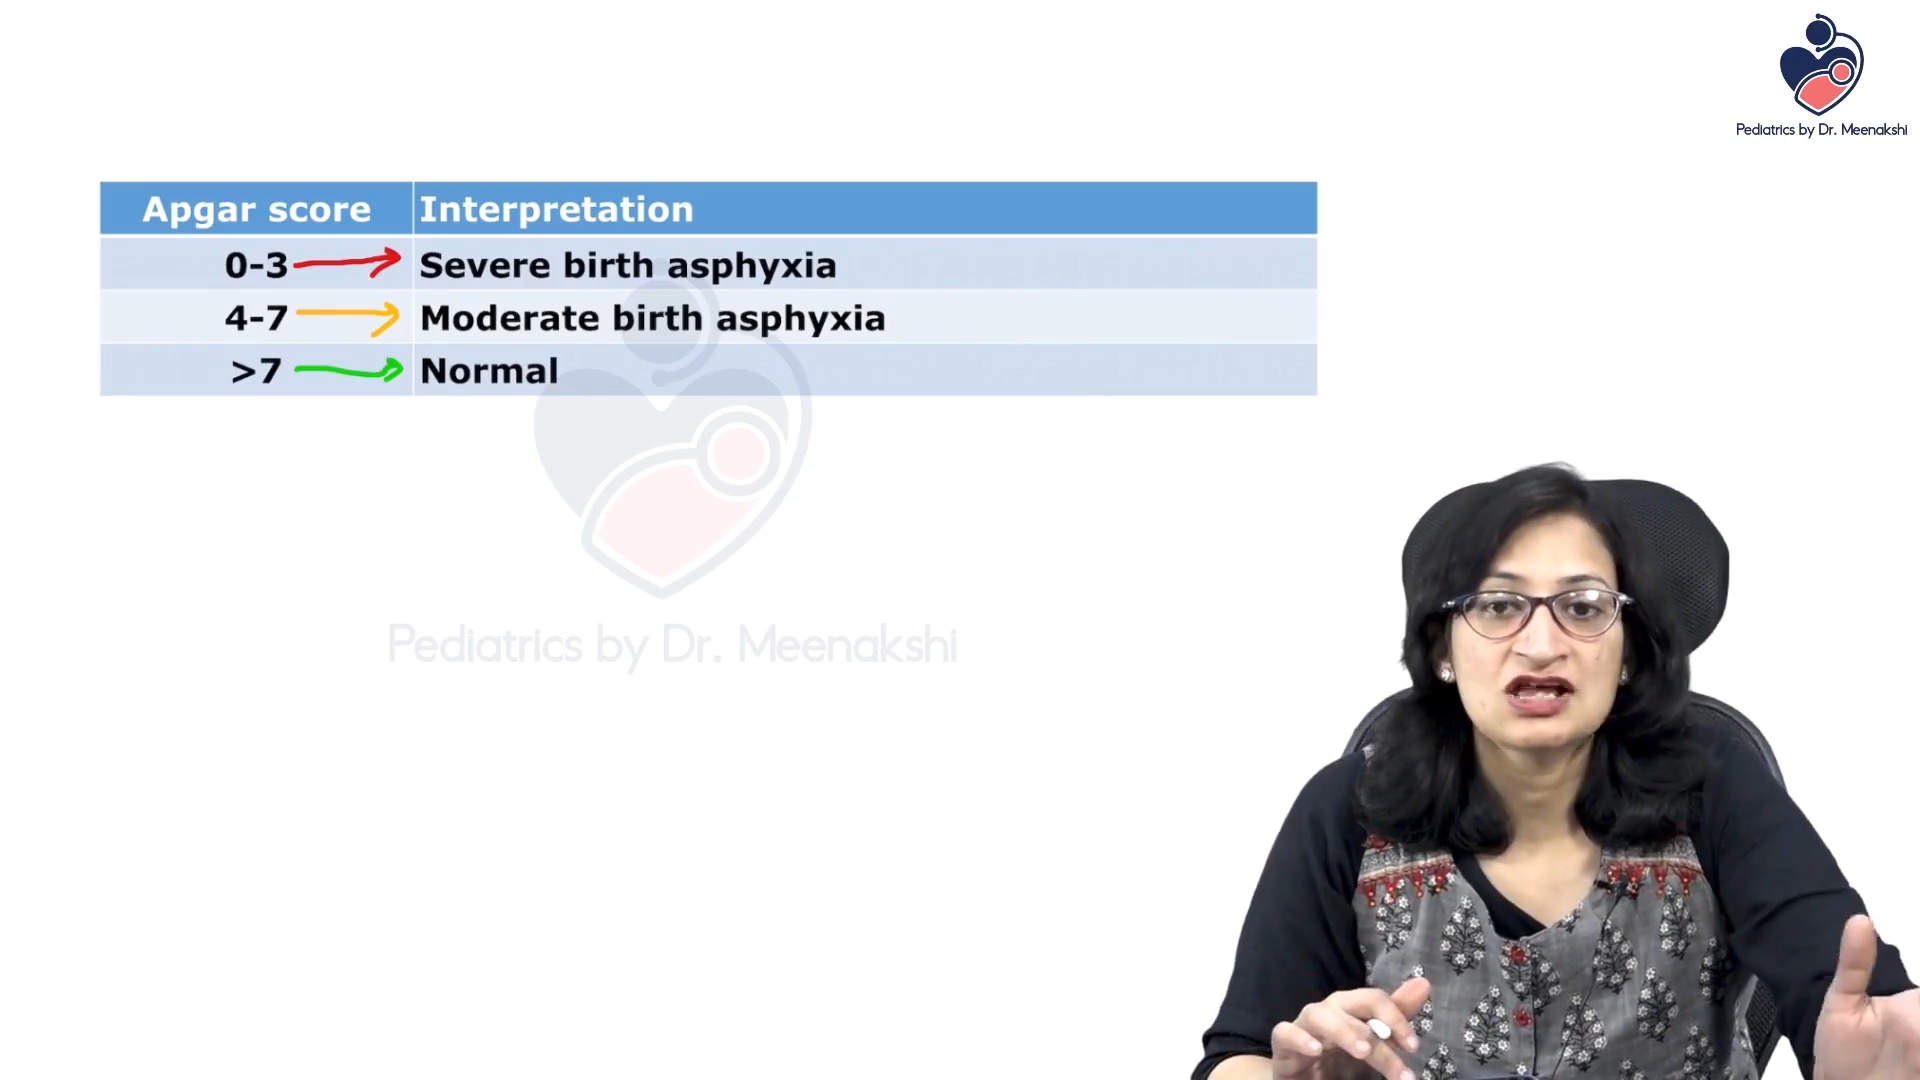 Pediatrics by Dr. Meenakshi
Apgar score Interpretation
0-3 Severe birth asphyxia
4-7 Moderate birth asphyxia
>7 Normal
Pediatrics by Dr. Meenakshi